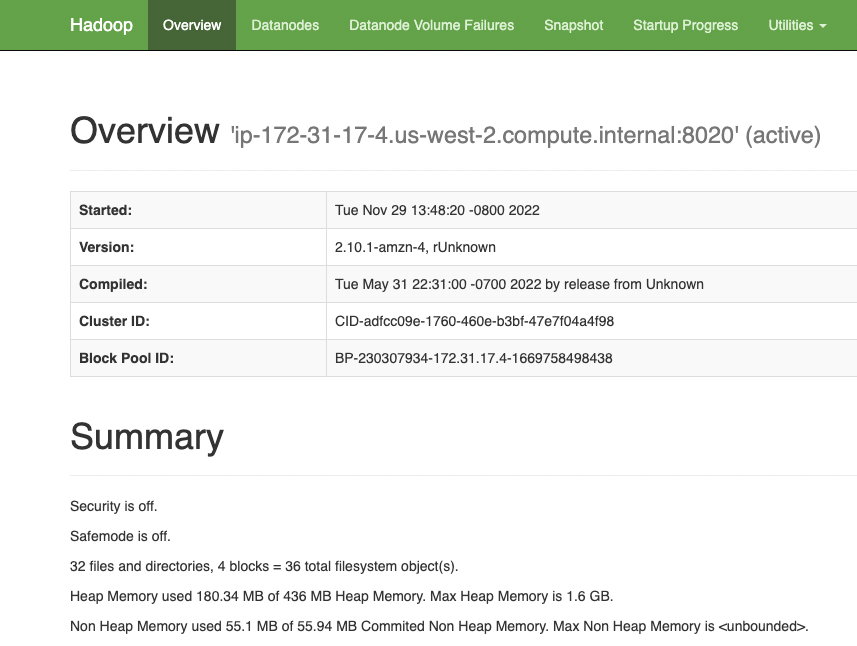 Hadoop Overview Datanodes Datanode Volume Failures Snapshot Startup Progress Utilities
Overview 'ip-172-31-17-4.us-west-2.compute.internal:8020' (active)
Started: Tue Nov 29 13:48:20 -0800 2022
Version: 2.10.1-amzn-4, rUnknown
Compiled: Tue May 31 22:31:00 -0700 2022 by release from Unknown
Cluster ID: CID-adfcc09e-1760-460e-b3bf-47e7f04a4f98
Block Pool ID: BP-230307934-172.31.17.4-1669758498438
Summary
Security is off.
Safemode is off.
32 files and directories, 4 blocks = 36 total filesystem object(s).
Heap Memory used 180.34 MB of 436 MB Heap Memory. Max Heap Memory is 1.6 GB.
Non Heap Memory used 55.1 MB of 55.94 MB Commited Non Heap Memory. Max Non Heap Memory is <unbounded>.